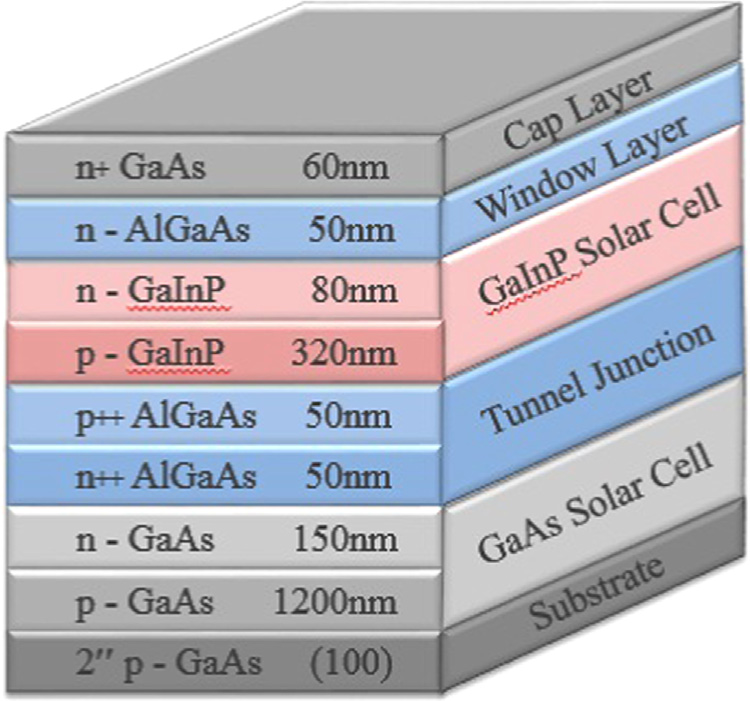 n+ GaAs 60nm
n - AlGaAs 50nm
n - GaInP 80nm
p - GaInP 320nm
p++ AlGaAs 50nm
n++ AlGaAs 50nm
n - GaAs 150nm
p - GaAs 1200nm
2″ p - GaAs (100)
Cap Layer
Window Layer
GaInP Solar Cell
Tunnel Junction
GaAs Solar Cell
Substrate